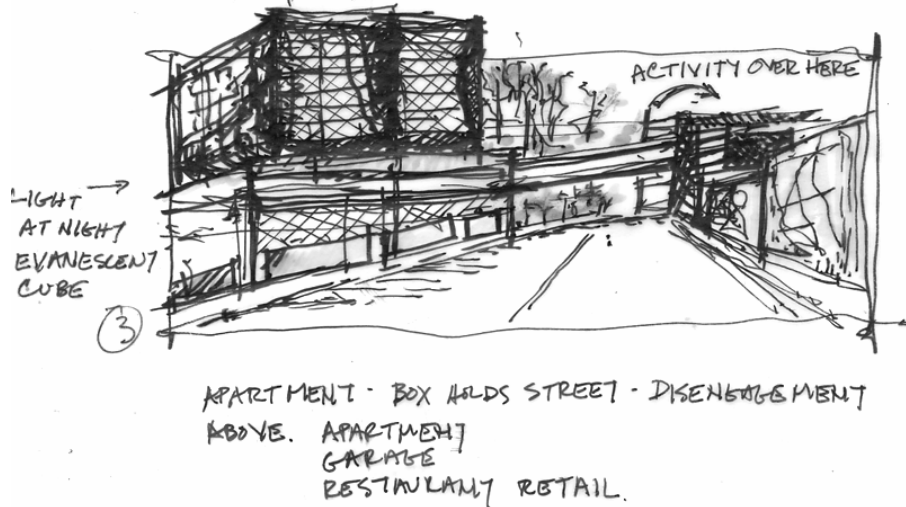 ACTIVITY OVER HERE
LIGHT
AT NIGHT
EVANESCENT
CUBE
3
APARTMENT - BOX HOLDS STREET - DISENGAGEMENT
ABOVE. APARTMENT
GARAGE
RESTAURANT RETAIL.